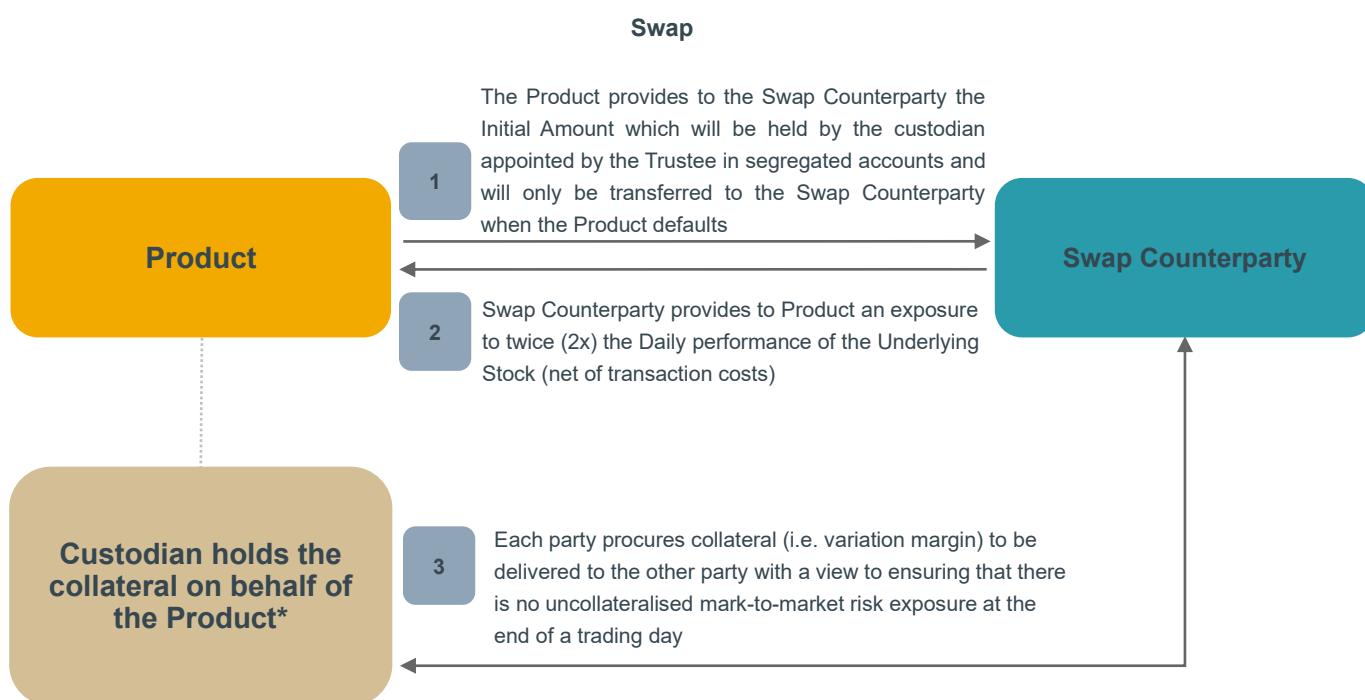 Swap
The Product provides to the Swap Counterparty the
Initial Amount which will be held by the custodian
appointed by the Trustee in segregated accounts and
will only be transferred to the Swap Counterparty
when the Product defaults
1
Product
Swap Counterparty
2
Swap Counterparty provides to Product an exposure
to twice (2x) the Daily performance of the Underlying
Stock (net of transaction costs)
Custodian holds the
collateral on behalf of
the Product*
3
Each party procures collateral (i.e. variation margin) to be
delivered to the other party with a view to ensuring that there
is no uncollateralised mark-to-market risk exposure at the
end of a trading day